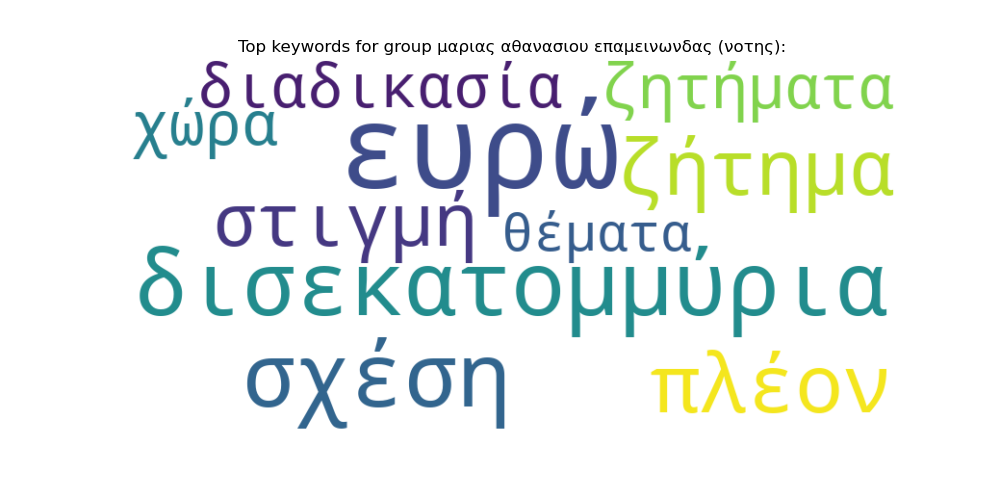 Top keywords for group μαριας αθανασιου επαμεινωνδας (νοτης):
διαδικασία
ζητήματα
χώρα
ευρώ
ζήτημα
στιγμή
θέματα
δισεκατομμύρια
σχέση
πλέον